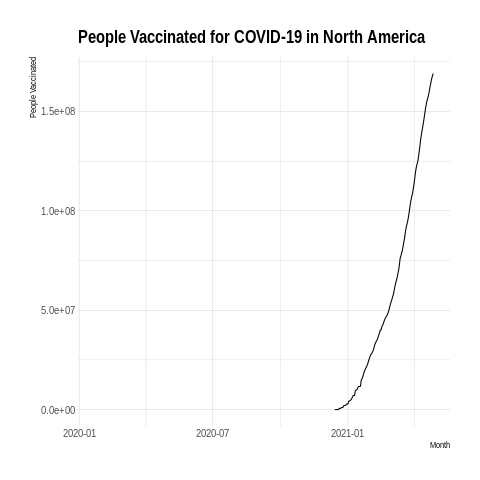 People Vaccinated for COVID-19 in North America
People Vaccinated
1.5e+08
1.0e+08
5.0e+07
0.0e+00
2020-01 2020-07 2021-01
Month